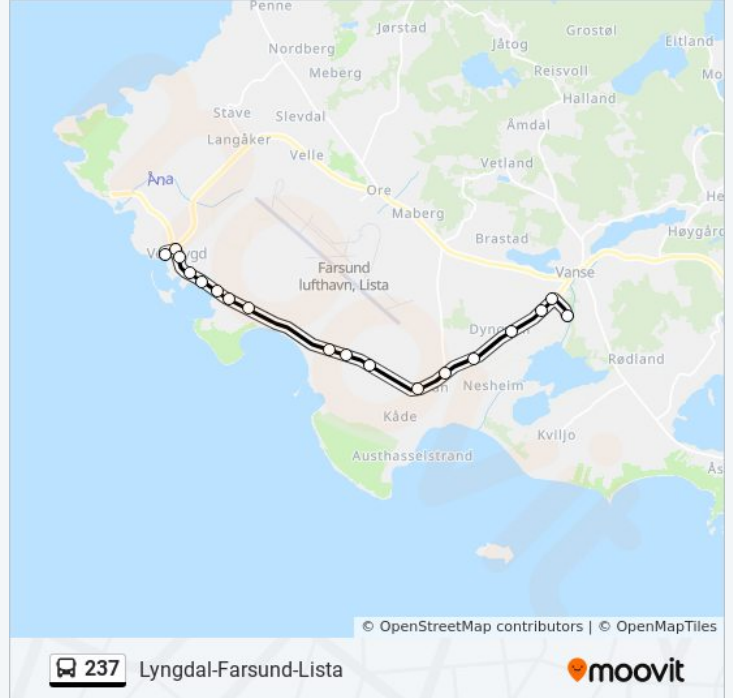 Penne
Jørstad
Grostøl
Nordberg
Jåtog
Eitland
Meberg
Reisvoll
Mo
Halland
Stave
Slevdal
Åmdal
Langåker
Velle
Vetland
Åna
Ore
He
Maberg
Brastad
Høygård
Farsund
lufthavn, Lista
Vanse
Rødland
Nesheim
Kåde
Kviljo
Austhasselstrand
Ås
© OpenStreetMap contributors | © OpenMapTiles
237 Lyngdal-Farsund-Lista
moovit